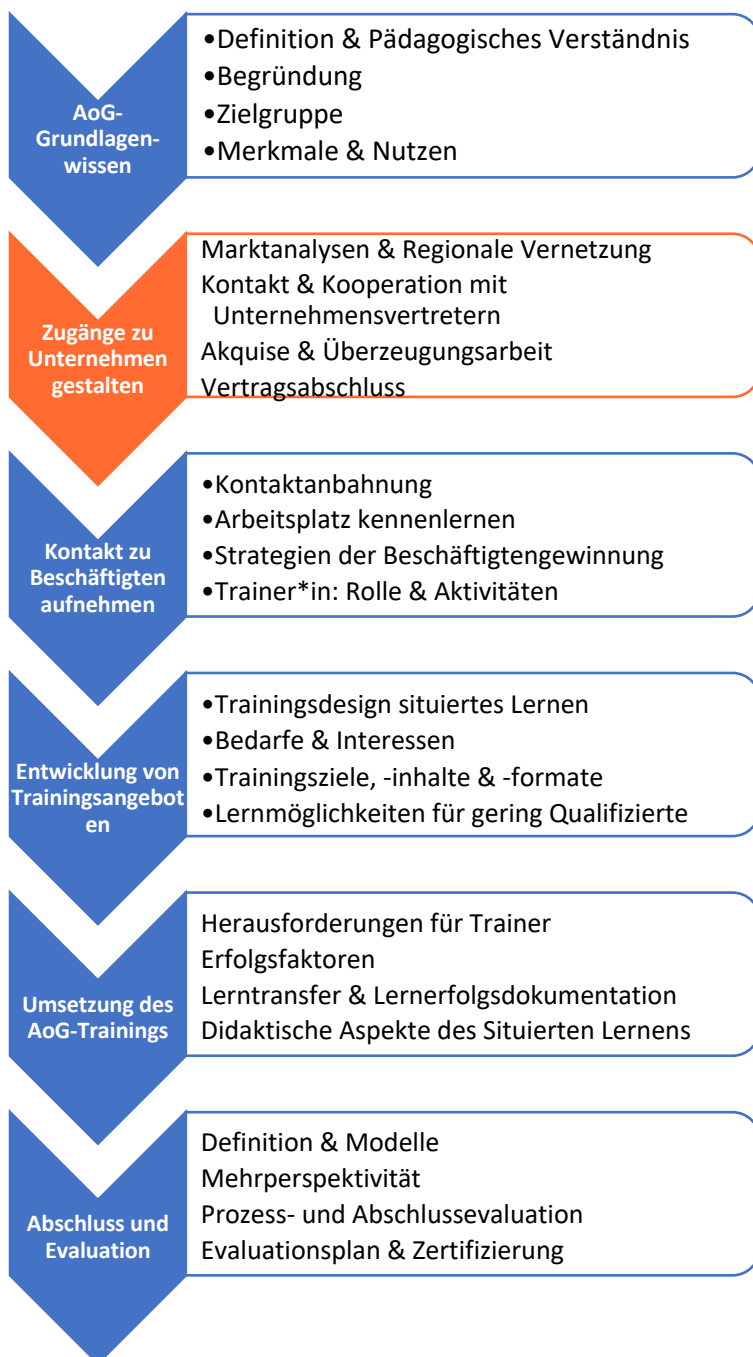 AoG-
Grundlagen-
wissen
•Definition & Pädagogisches Verständnis
•Begründung
•Zielgruppe
•Merkmale & Nutzen
Zugänge zu
Unternehmen
gestalten
Marktanalysen & Regionale Vernetzung
Kontakt & Kooperation mit
Unternehmensvertretern
Akquise & Überzeugungsarbeit
Vertragsabschluss
Kontakt zu
Beschäftigten
aufnehmen
•Kontaktanbahnung
•Arbeitsplatz kennenlernen
•Strategien der Beschäftigtengewinnung
•Trainer*in: Rolle & Aktivitäten
Entwicklung von
Trainingsangebot
en
•Trainingsdesign situiertes Lernen
•Bedarfe & Interessen
•Trainingsziele, -inhalte & -formate
•Lernmöglichkeiten für gering Qualifizierte
Umsetzung des
AoG-Trainings
Herausforderungen für Trainer
Erfolgsfaktoren
Lerntransfer & Lernerfolgsdokumentation
Didaktische Aspekte des Situierten Lernens
Abschluss und
Evaluation
Definition & Modelle
Mehrperspektivität
Prozess- und Abschlussevaluation
Evaluationsplan & Zertifizierung